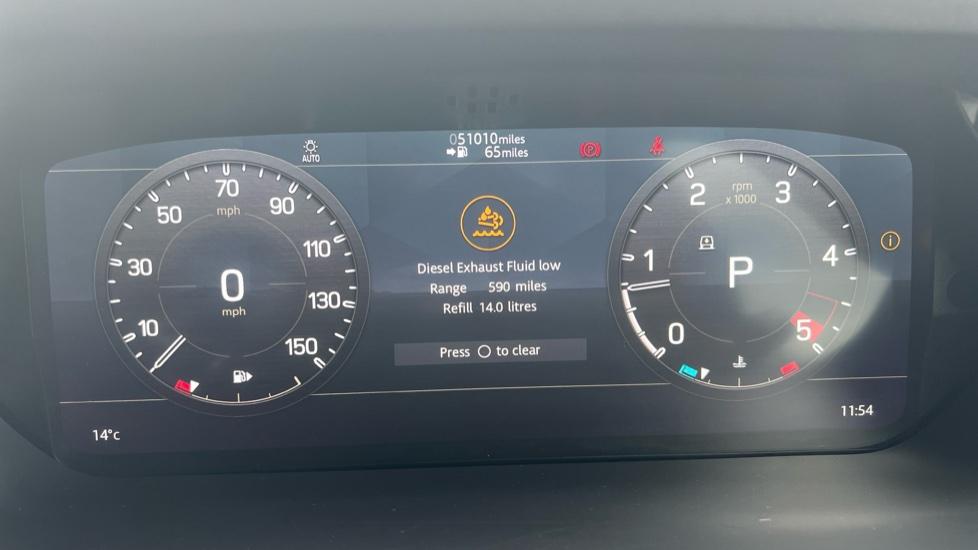 051010miles
65miles
AUTO
70
50
mph
90
30
110
0
mph
130
10
150
Diesel Exhaust Fluid low
Range 590 miles
Refill 14.0 litres
Press to clear
2
rpm
x 1000
3
1
P
4
0
5
i
14°c
11:54